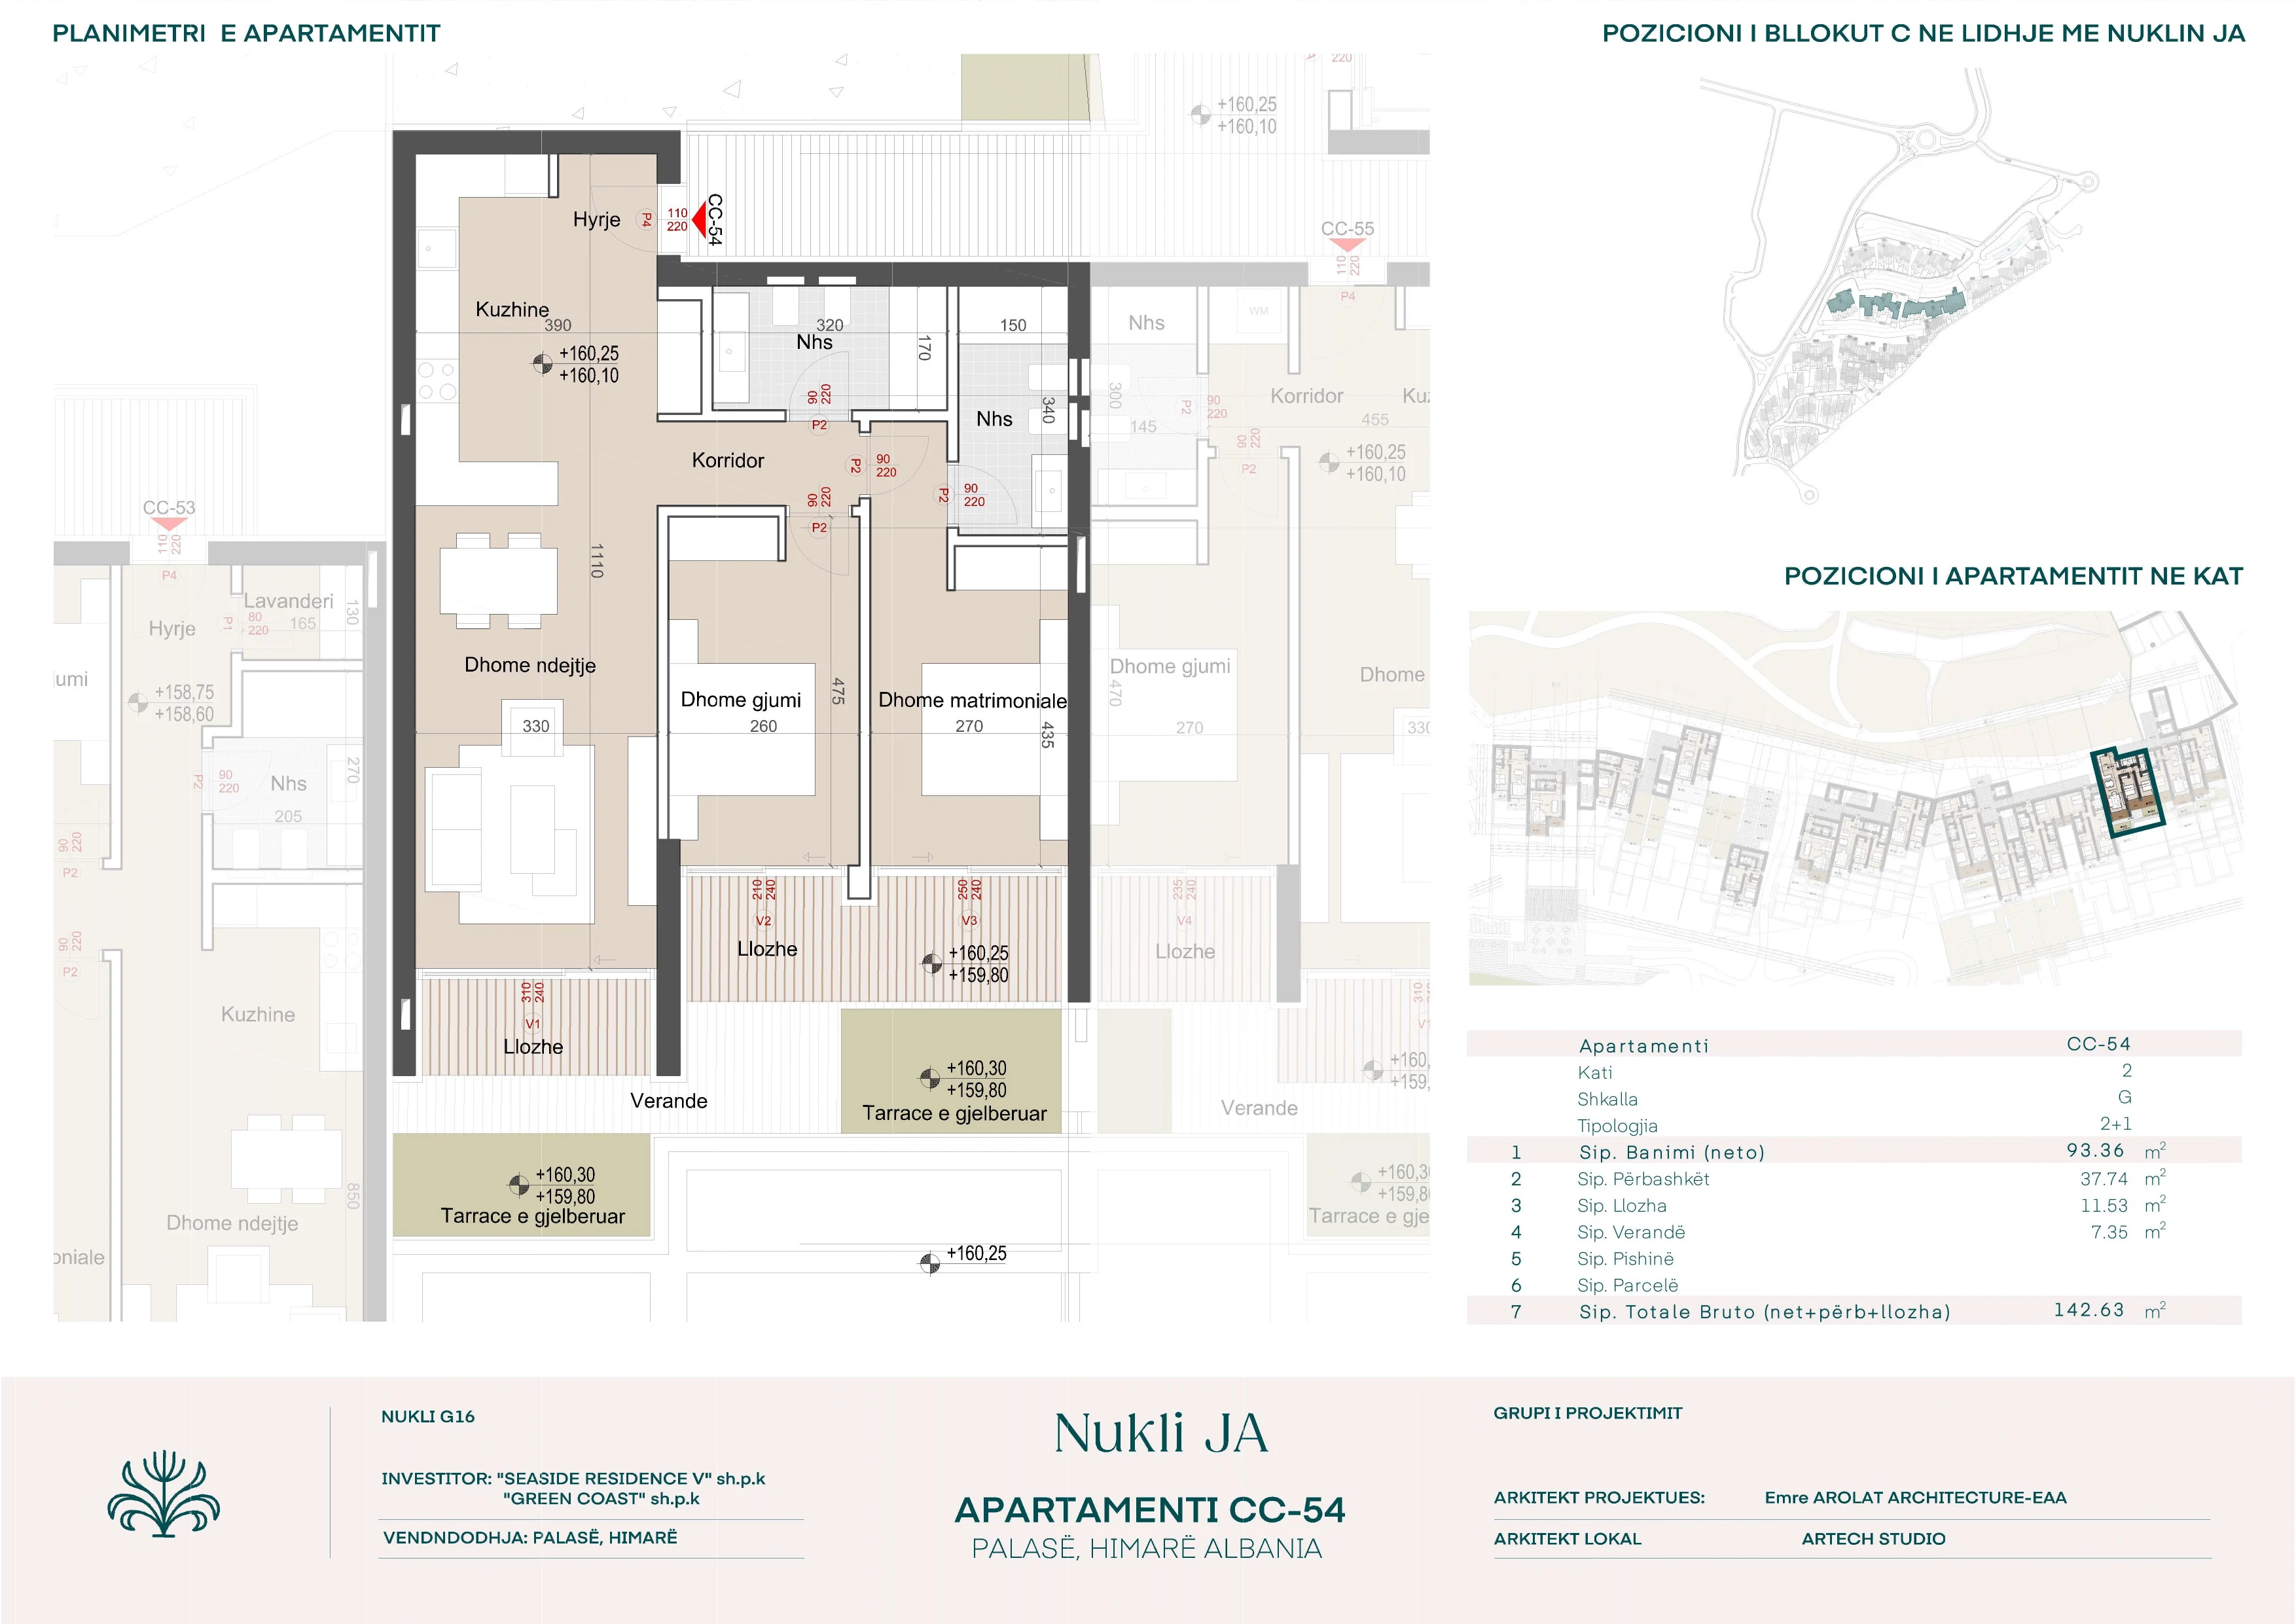 PLANIMETRI E APARTAMENTIT
POZICIONI I BLLOKUT C NE LIDHJE ME NUKLIN JA
220
+160,25
+160,10
Hyrje
P4
110
220
CC-54
CC-55
110
220
P4
Kuzhine
390
+160,25
+160,10
320
Nhs
170
150
Nhs
340
90
220
P2
Nhs
WM
300
145
P2
90
220
Korridor
455
90
220
P2
+160,25
+160,10
Korridor
P2
90
220
90
220
P2
P2
90
220
CC-53
110
220
P4
Hyrje
Lavanderi
130
P1
80
220
165
1110
Dhome ndejtje
330
Dhome gjumi
260
475
Dhome matrimoniale
270
435
Dhome gjumi
470
270
Dhome
330
umi
+158,75
+158,60
P2
90
220
Nhs
270
205
90
220
P2
90
220
P2
Kuzhine
850
Dhome ndejtje
oniale
210
240
V2
Llozhe
250
240
V3
+160,25
+159,80
235
240
V4
Llozhe
310
240
V1
Llozhe
310
Verande
+160,30
+159,80
Tarrace e gjelberuar
Verande
+160,
+159,
+160,30
+159,80
Tarrace e gjelberuar
+160,30
+159,80
Tarrace e gje
+160,25
POZICIONI I APARTAMENTIT NE KAT
Apartamenti CC-54
Kati 2
Shkalla G
Tipologjia 2+1
1 Sip. Banimi (neto) 93.36 m²
2 Sip. Përbashkët 37.74 m²
3 Sip. Llozha 11.53 m²
4 Sip. Verandë 7.35 m²
5 Sip. Pishinë
6 Sip. Parcelë
7 Sip. Totale Bruto (net+përb+llozha) 142.63 m²
NUKLI G16
INVESTITOR: "SEASIDE RESIDENCE V" sh.p.k
"GREEN COAST" sh.p.k
VENDNDODHJA: PALASË, HIMARË
Nukli JA
APARTAMENTI CC-54
PALASË, HIMARË ALBANIA
GRUPI I PROJEKTIMIT
ARKITEKT PROJEKTUES: Emre AROLAT ARCHITECTURE-EAA
ARKITEKT LOKAL ARTECH STUDIO